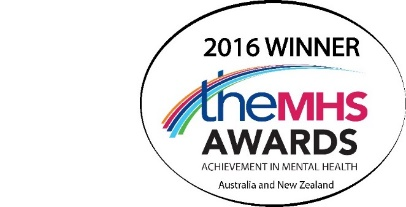 2016 WINNER
theMHS
AWARDS
ACHIEVEMENT IN MENTAL HEALTH
Australia and New Zealand